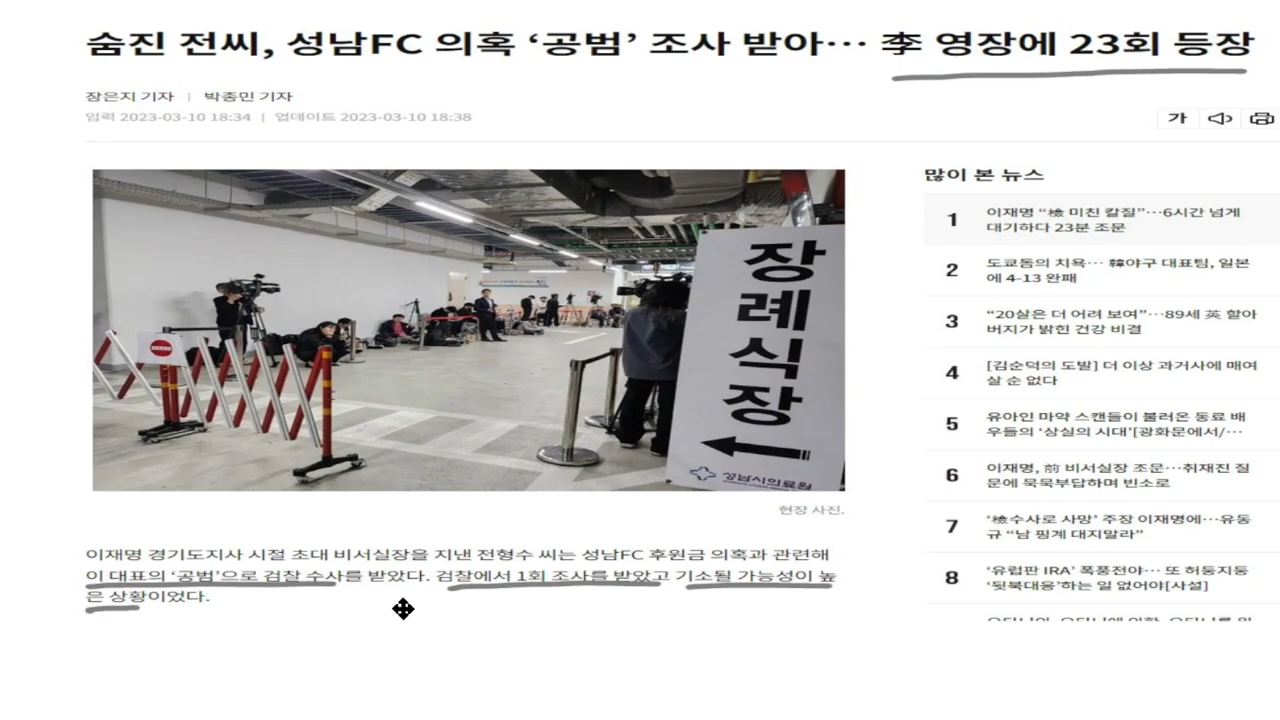 숨진 전씨, 성남FC 의혹 ‘공범’ 조사 받아… 李 영장에 23회 등장
장은지 기자 | 박종민 기자
입력 2023-03-10 18:34 | 업데이트 2023-03-10 18:38
가
장례식장
성남시의료원
현장 사진.
이재명 경기도지사 시절 초대 비서실장을 지낸 전형수 씨는 성남FC 후원금 의혹과 관련해
이 대표의 ‘공범’으로 검찰 수사를 받았다. 검찰에서 1회 조사를 받았고 기소될 가능성이 높
은 상황이었다.
많이 본 뉴스
1 이재명 “檢 미친 칼질”…6시간 넘게
대기하다 23분 조문
2 도쿄돔의 치욕… 韓야구 대표팀, 일본
에 4-13 완패
3 “20살은 더 어려 보여”…89세 英 할아
버지가 밝힌 건강 비결
4 [김순덕의 도발] 더 이상 과거사에 매여
살 순 없다
5 유아인 마약 스캔들이 불러온 동료 배
우들의 ‘상실의 시대’[광화문에서/…
6 이재명, 前 비서실장 조문…취재진 질
문에 묵묵부답하며 빈소로
7 ‘檢수사로 사망’ 주장 이재명에…유동
규 “남 핑계 대지말라”
8 ‘유럽판 IRA’ 폭풍전야… 또 허둥지둥
‘뒷북대응’하는 일 없어야[사설]